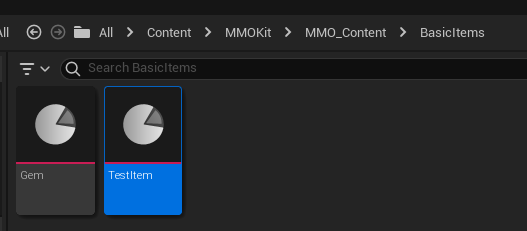 All All Content MMOKit MMO_Content BasicItems
Search BasicItems
Gem TestItem